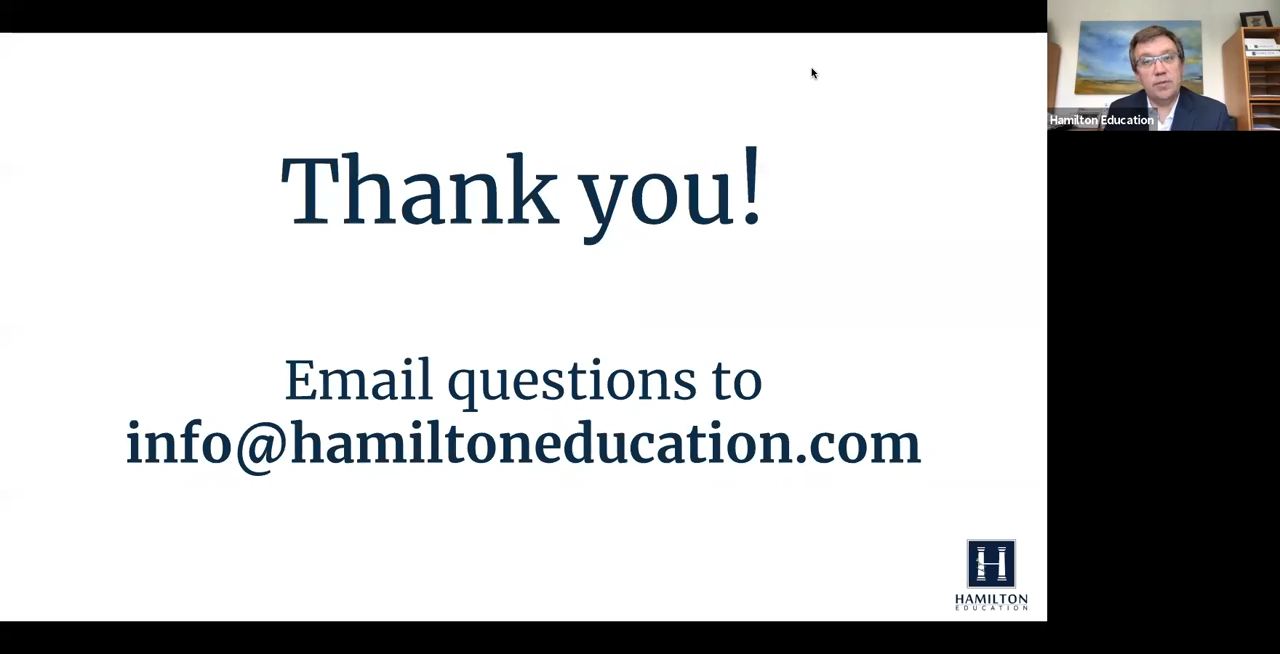 Thank you!
Email questions to
info@hamiltoneducation.com
HAMILTON
EDUCATION
Hamilton Education